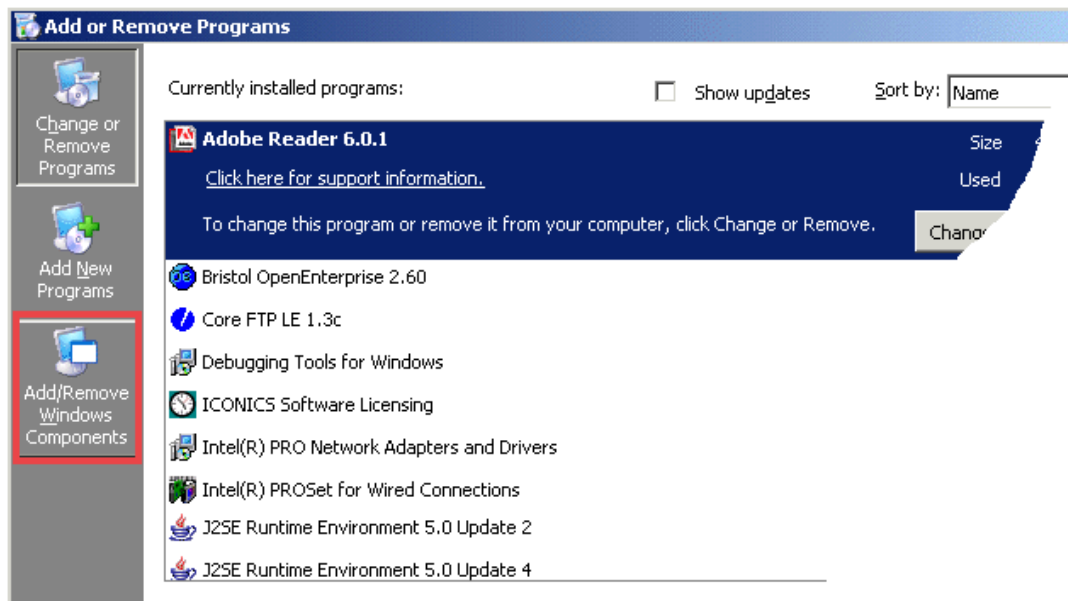 Add or Remove Programs
Change or
Remove
Programs
Add New
Programs
Add/Remove
Windows
Components
Currently installed programs:
Show updates
Sort by: Name
Adobe Reader 6.0.1
Size
Click here for support information.
Used
To change this program or remove it from your computer, click Change or Remove.
Bristol OpenEnterprise 2.60
Core FTP LE 1.3c
Debugging Tools for Windows
ICONICS Software Licensing
Intel(R) PRO Network Adapters and Drivers
Intel(R) PROSet for Wired Connections
J2SE Runtime Environment 5.0 Update 2
J2SE Runtime Environment 5.0 Update 4